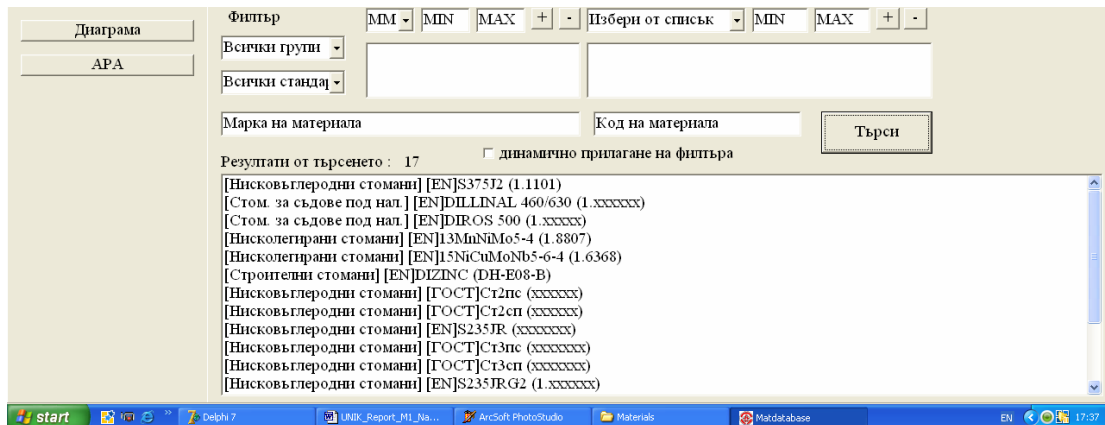 Диаграма
APA
Филтър
MM MIN MAX + - Избери от списък MIN MAX + -
Всички групи
Всички стандар
Марка на материала
Код на материала
Търси
динамично прилагане на филтъра
Резултати от търсенето : 17
[Нисковъглеродни стомани] [EN]S375J2 (1.1101)
[Стом. за съдове под нал.] [EN]DILLINAL 460/630 (1.xxxxxx)
[Стом. за съдове под нал.] [EN]DIROS 500 (1.xxxxx)
[Нисколегирани стомани] [EN]13MnNiMo5-4 (1.8807)
[Нисколегирани стомани] [EN]15NiCuMoNb5-6-4 (1.6368)
[Строителни стомани] [EN]DIZINC (DH-E08-B)
[Нисковъглеродни стомани] [ГОСТ]Ст2пс (xxxxxx)
[Нисковъглеродни стомани] [ГОСТ]Ст2сп (xxxxxx)
[Нисковъглеродни стомани] [EN]S235JR (xxxxxxx)
[Нисковъглеродни стомани] [ГОСТ]Ст3пс (xxxxxxx)
[Нисковъглеродни стомани] [ГОСТ]Ст3сп (xxxxxxx)
[Нисковъглеродни стомани] [EN]S235JRG2 (1.xxxxxx)
start Delphi 7 UNIK_Report_M1_Na... ArcSoft PhotoStudio Materials Matdatabase EN 17:37